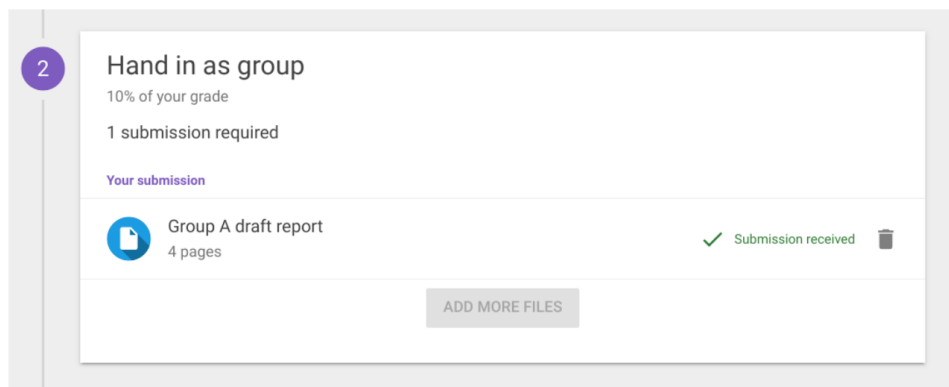 2
Hand in as group
10% of your grade
1 submission required
Your submission
Group A draft report
4 pages
Submission received
ADD MORE FILES